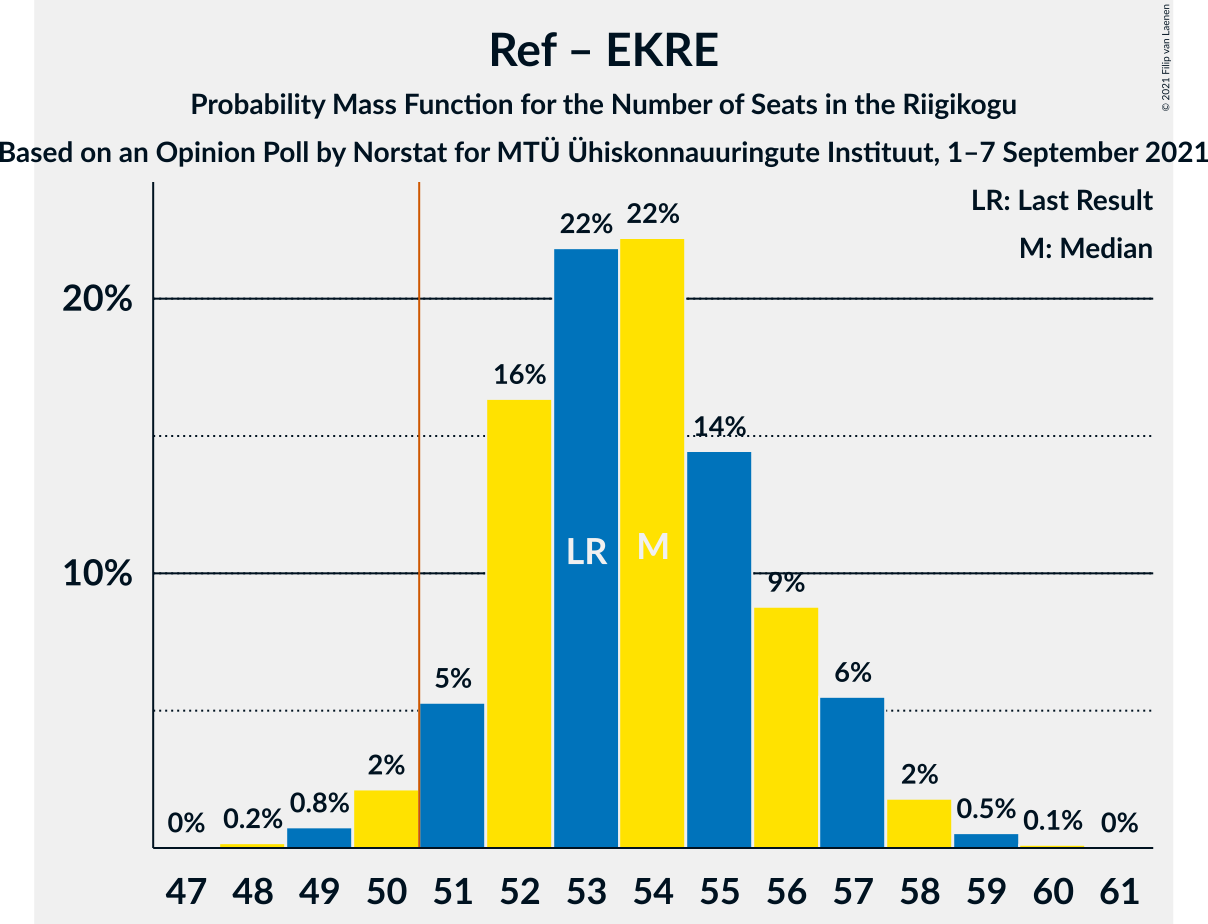 Ref – EKRE
Probability Mass Function for the Number of Seats in the Riigikogu
Based on an Opinion Poll by Norstat for MTÜ Ühiskonnauuringute Instituut, 1–7 September 2021
© 2021 Filip van Laenen
LR: Last Result
M: Median
20%
10%
0%
0.2%
0.8%
2%
5%
16%
22%
22%
14%
9%
6%
2%
0.5%
0.1%
0%
LR
M
47 48 49 50 51 52 53 54 55 56 57 58 59 60 61